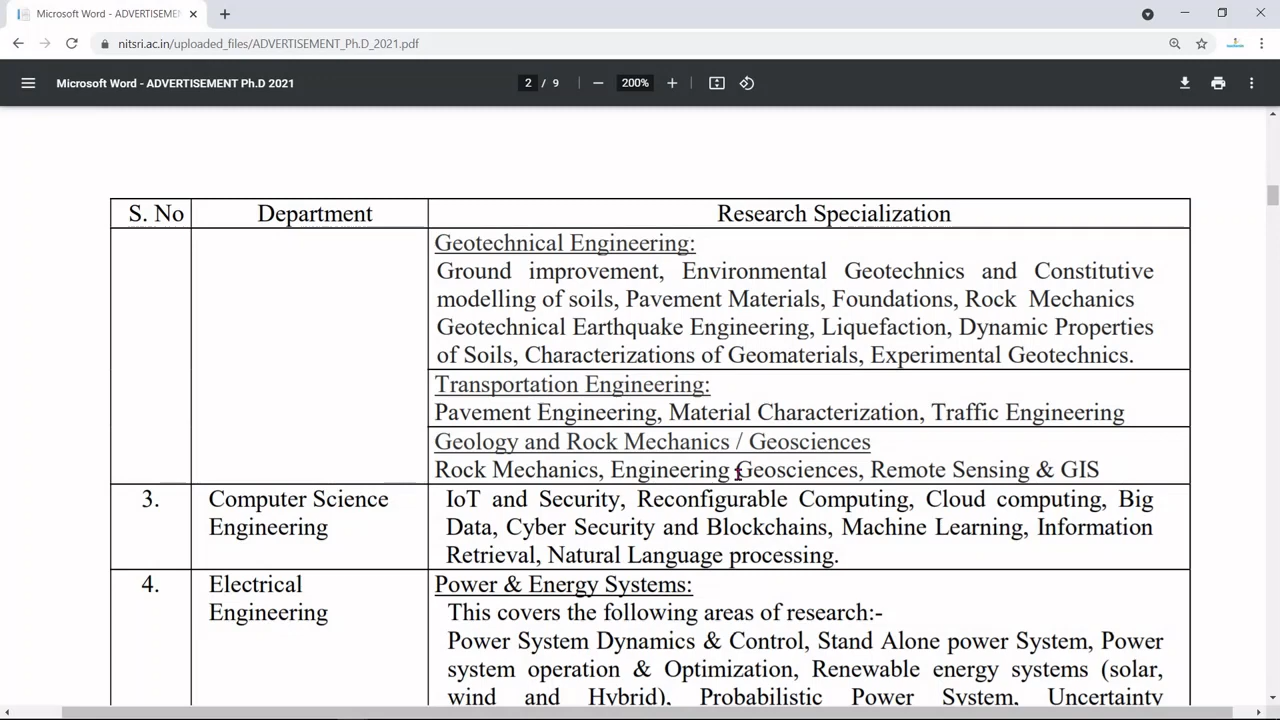 Microsoft Word - ADVERTISEMEN
nitsri.ac.in/uploaded_files/ADVERTISEMENT_Ph.D_2021.pdf
Microsoft Word - ADVERTISEMENT Ph.D 2021
2 / 9
200%
S. No Department Research Specialization
Geotechnical Engineering:
Ground improvement, Environmental Geotechnics and Constitutive
modelling of soils, Pavement Materials, Foundations, Rock Mechanics
Geotechnical Earthquake Engineering, Liquefaction, Dynamic Properties
of Soils, Characterizations of Geomaterials, Experimental Geotechnics.
Transportation Engineering:
Pavement Engineering, Material Characterization, Traffic Engineering
Geology and Rock Mechanics / Geosciences
Rock Mechanics, Engineering Geosciences, Remote Sensing & GIS
3. Computer Science IoT and Security, Reconfigurable Computing, Cloud computing, Big
Engineering Data, Cyber Security and Blockchains, Machine Learning, Information
Retrieval, Natural Language processing.
4. Electrical Power & Energy Systems:
Engineering This covers the following areas of research:-
Power System Dynamics & Control, Stand Alone power System, Power
system operation & Optimization, Renewable energy systems (solar,
wind and Hybrid), Probabilistic Power System, Uncertainty